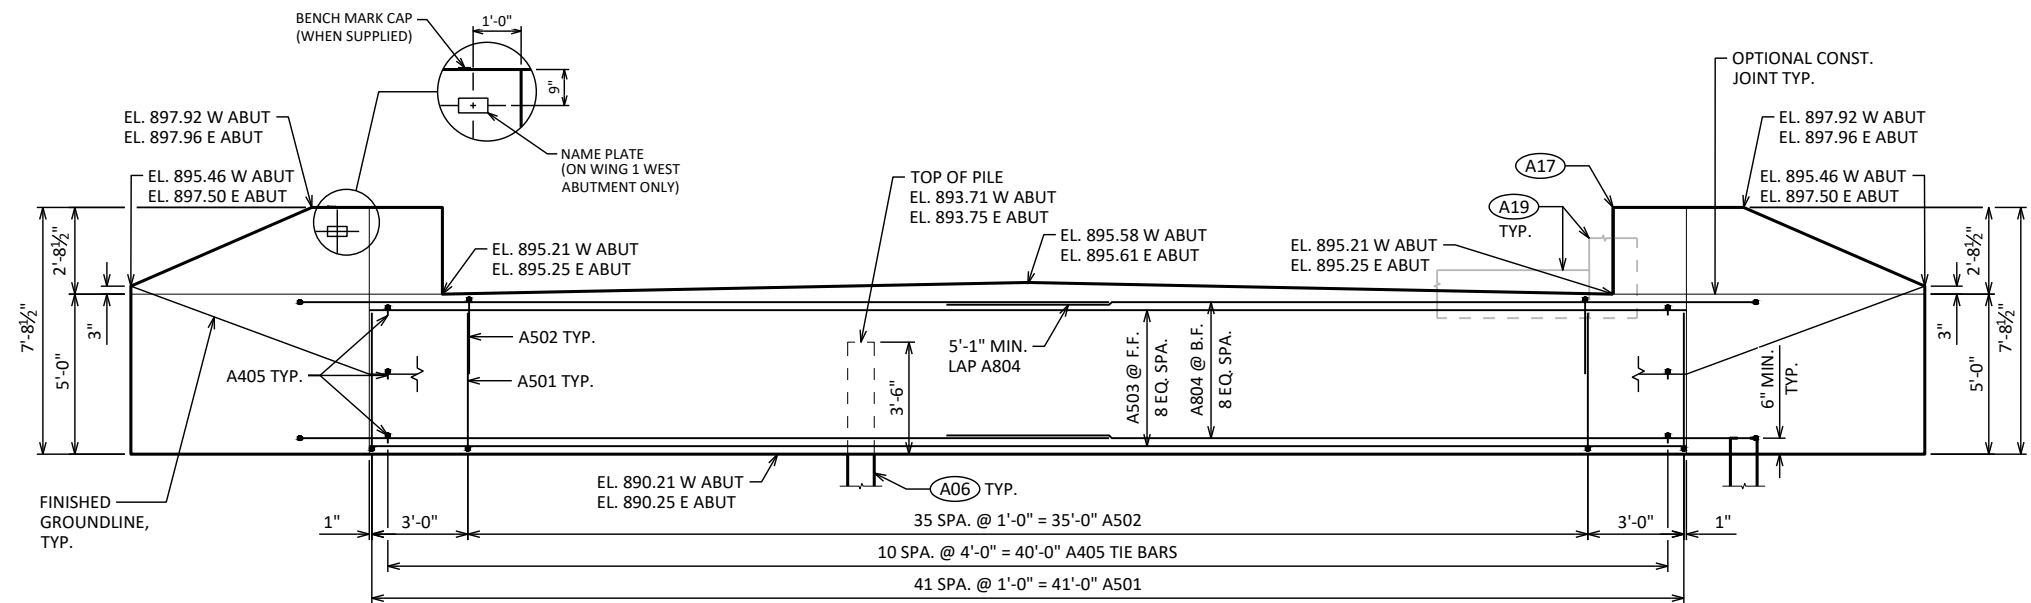 BENCH MARK CAP
(WHEN SUPPLIED)
1'-0"
9"
NAME PLATE
(ON WING 1 WEST
ABUTMENT ONLY)
EL. 897.92 W ABUT
EL. 897.96 E ABUT
EL. 895.46 W ABUT
EL. 897.50 E ABUT
TOP OF PILE
EL. 893.71 W ABUT
EL. 893.75 E ABUT
EL. 895.21 W ABUT
EL. 895.25 E ABUT
EL. 895.58 W ABUT
EL. 895.61 E ABUT
EL. 895.21 W ABUT
EL. 895.25 E ABUT
A17
A19
TYP.
OPTIONAL CONST.
JOINT TYP.
EL. 897.92 W ABUT
EL. 897.96 E ABUT
EL. 895.46 W ABUT
EL. 897.50 E ABUT
7'-8½"
2'-8½"
5'-0"
3"
A405 TYP.
A502 TYP.
A501 TYP.
3'-6"
5'-1" MIN.
LAP A804
A503 @ F.F.
8 EQ. SPA.
A804 @ B.F.
8 EQ. SPA.
6" MIN.
TYP.
3"
2'-8½"
5'-0"
7'-8½"
FINISHED
GROUNDLINE,
TYP.
EL. 890.21 W ABUT
EL. 890.25 E ABUT
A06 TYP.
1"
3'-0"
35 SPA. @ 1'-0" = 35'-0" A502
3'-0"
1"
10 SPA. @ 4'-0" = 40'-0" A405 TIE BARS
41 SPA. @ 1'-0" = 41'-0" A501